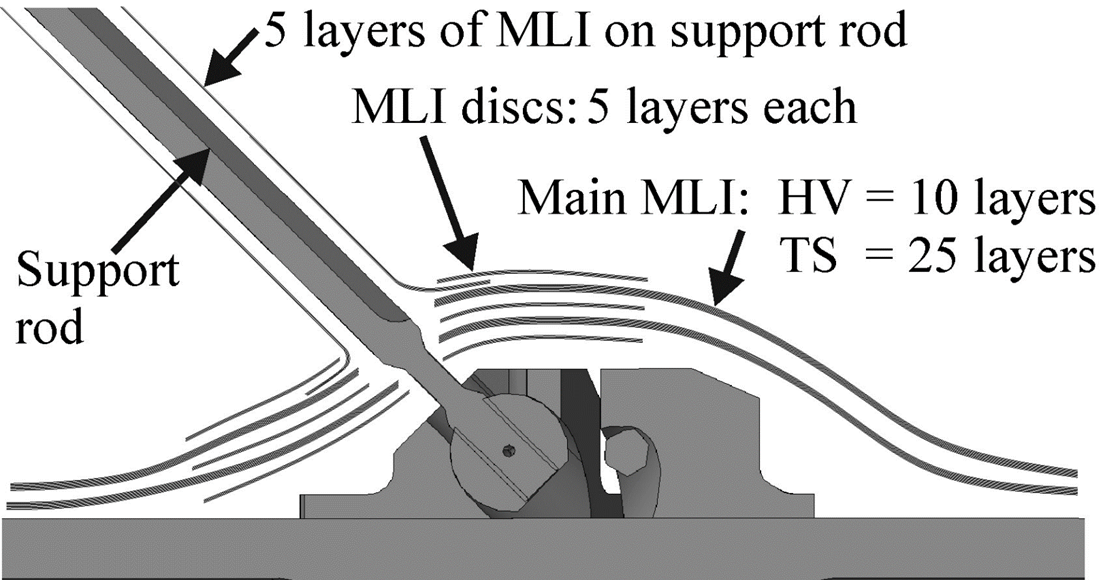 5 layers of MLI on support rod
MLI discs: 5 layers each
Main MLI: HV = 10 layers
TS = 25 layers
Support
rod